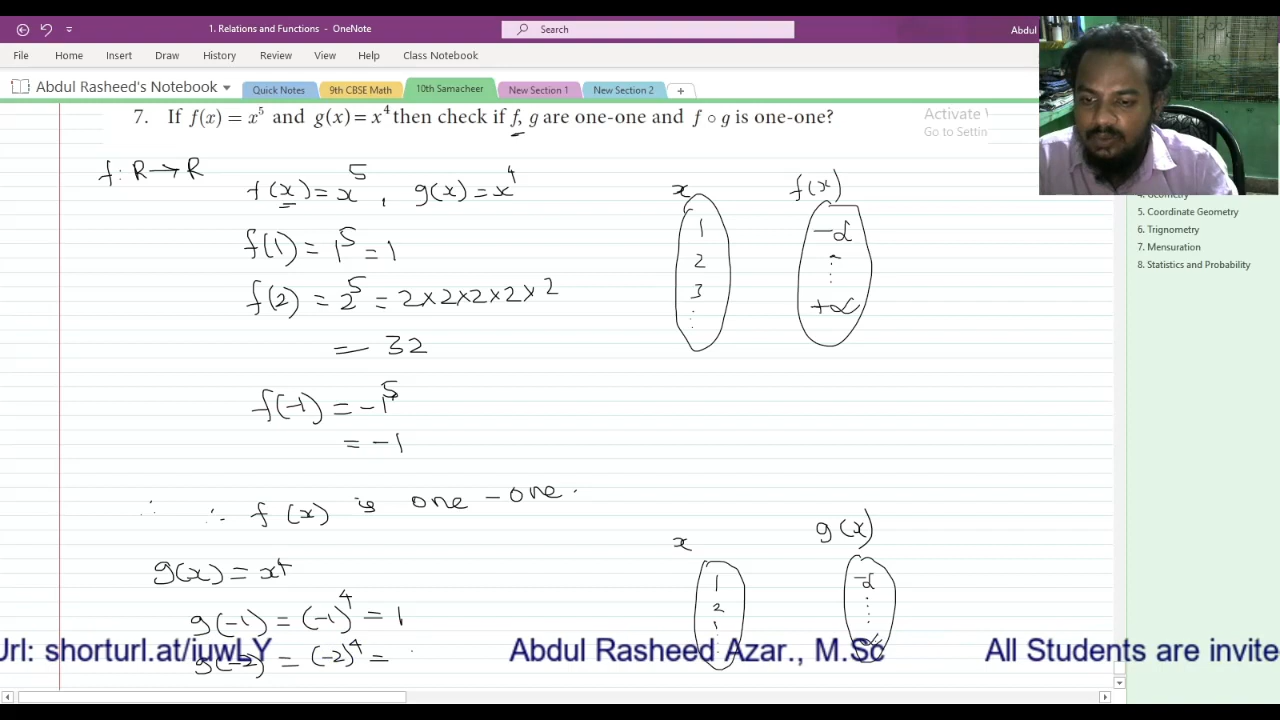 1. Relations and Functions - OneNote
Search
Abdul
File Home Insert Draw History Review View Help Class Notebook
Abdul Rasheed's Notebook
Quick Notes 9th CBSE Math 10th Samacheer New Section 1 New Section 2 +
7. If f(x) = x⁵ and g(x) = x⁴ then check if f, g are one-one and f ∘ g is one-one?
Activate
Go to Settin
f: R → R
f(x) = x⁵ , g(x) = x⁴
f(1) = 1⁵ = 1
f(2) = 2⁵ = 2×2×2×2×2
= 32
f(-1) = -1⁵
= -1
∴ f(x) is one-one.
x f(x)
1
2
3
⋮
-α
⋮
+α
5. Coordinate Geometry
6. Trignometry
7. Mensuration
8. Statistics and Probability
g(x) = x⁴
g(-1) = (-1)⁴ = 1
g(-2) = (-2)⁴ =
x g(x)
1
2
⋮
-α
⋮
Url: shorturl.at/iuwLY Abdul Rasheed Azar., M.Sc All Students are invite